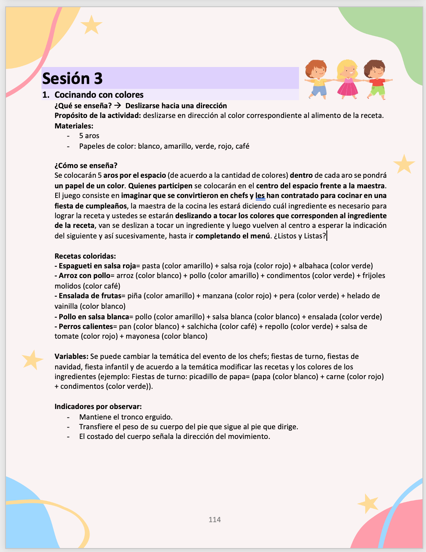 Sesión 3
1. Cocinando con colores
¿Qué se enseña? → Deslizarse hacia una dirección
Propósito de la actividad: deslizarse en dirección al color correspondiente al alimento de la receta.
Materiales:
- 5 aros
- Papeles de color: blanco, amarillo, verde, rojo, café
¿Cómo se enseña?
Se colocarán 5 aros por el espacio (de acuerdo a la cantidad de colores) dentro de cada aro se pondrá
un papel de un color. Quienes participen se colocarán en el centro del espacio frente a la maestra.
El juego consiste en imaginar que se convirtieron en chefs y les han contratado para cocinar en una
fiesta de cumpleaños, la maestra de la cocina les estará diciendo cuál ingrediente es necesario para
lograr la receta y ustedes se estarán deslizando a tocar los colores que corresponden al ingrediente
de la receta, van se deslizan a tocar un ingrediente y luego vuelven al centro a esperar la indicación
del siguiente y así sucesivamente, hasta ir completando el menú. ¿Listos y Listas?
Recetas coloridas:
- Espagueti en salsa roja= pasta (color amarillo) + salsa roja (color rojo) + albahaca (color verde)
- Arroz con pollo= arroz (color blanco) + pollo (color amarillo) + condimentos (color verde) + frijoles
molidos (color café)
- Ensalada de frutas= piña (color amarillo) + manzana (color rojo) + pera (color verde) + helado de
vainilla (color blanco)
- Pollo en salsa blanca= pollo (color amarillo) + salsa blanca (color blanco) + ensalada (color verde)
- Perros calientes= pan (color blanco) + salchicha (color café) + repollo (color verde) + salsa de
tomate (color rojo) + mayonesa (color blanco)
Variables: Se puede cambiar la temática del evento de los chefs; fiestas de turno, fiestas de
navidad, fiesta infantil y de acuerdo a la temática modificar las recetas y los colores de los
ingredientes (ejemplo: Fiestas de turno: picadillo de papa= (papa (color blanco) + carne (color rojo)
+ condimentos (color verde)).
Indicadores por observar:
- Mantiene el tronco erguido.
- Transfiere el peso de su cuerpo del pie que sigue al pie que dirige.
- El costado del cuerpo señala la dirección del movimiento.
114